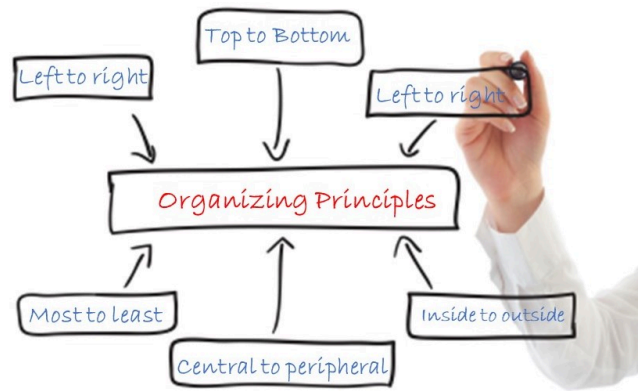 Top to Bottom
Left to right
Left to right
Organizing Principles
Most to least
Inside to outside
Central to peripheral